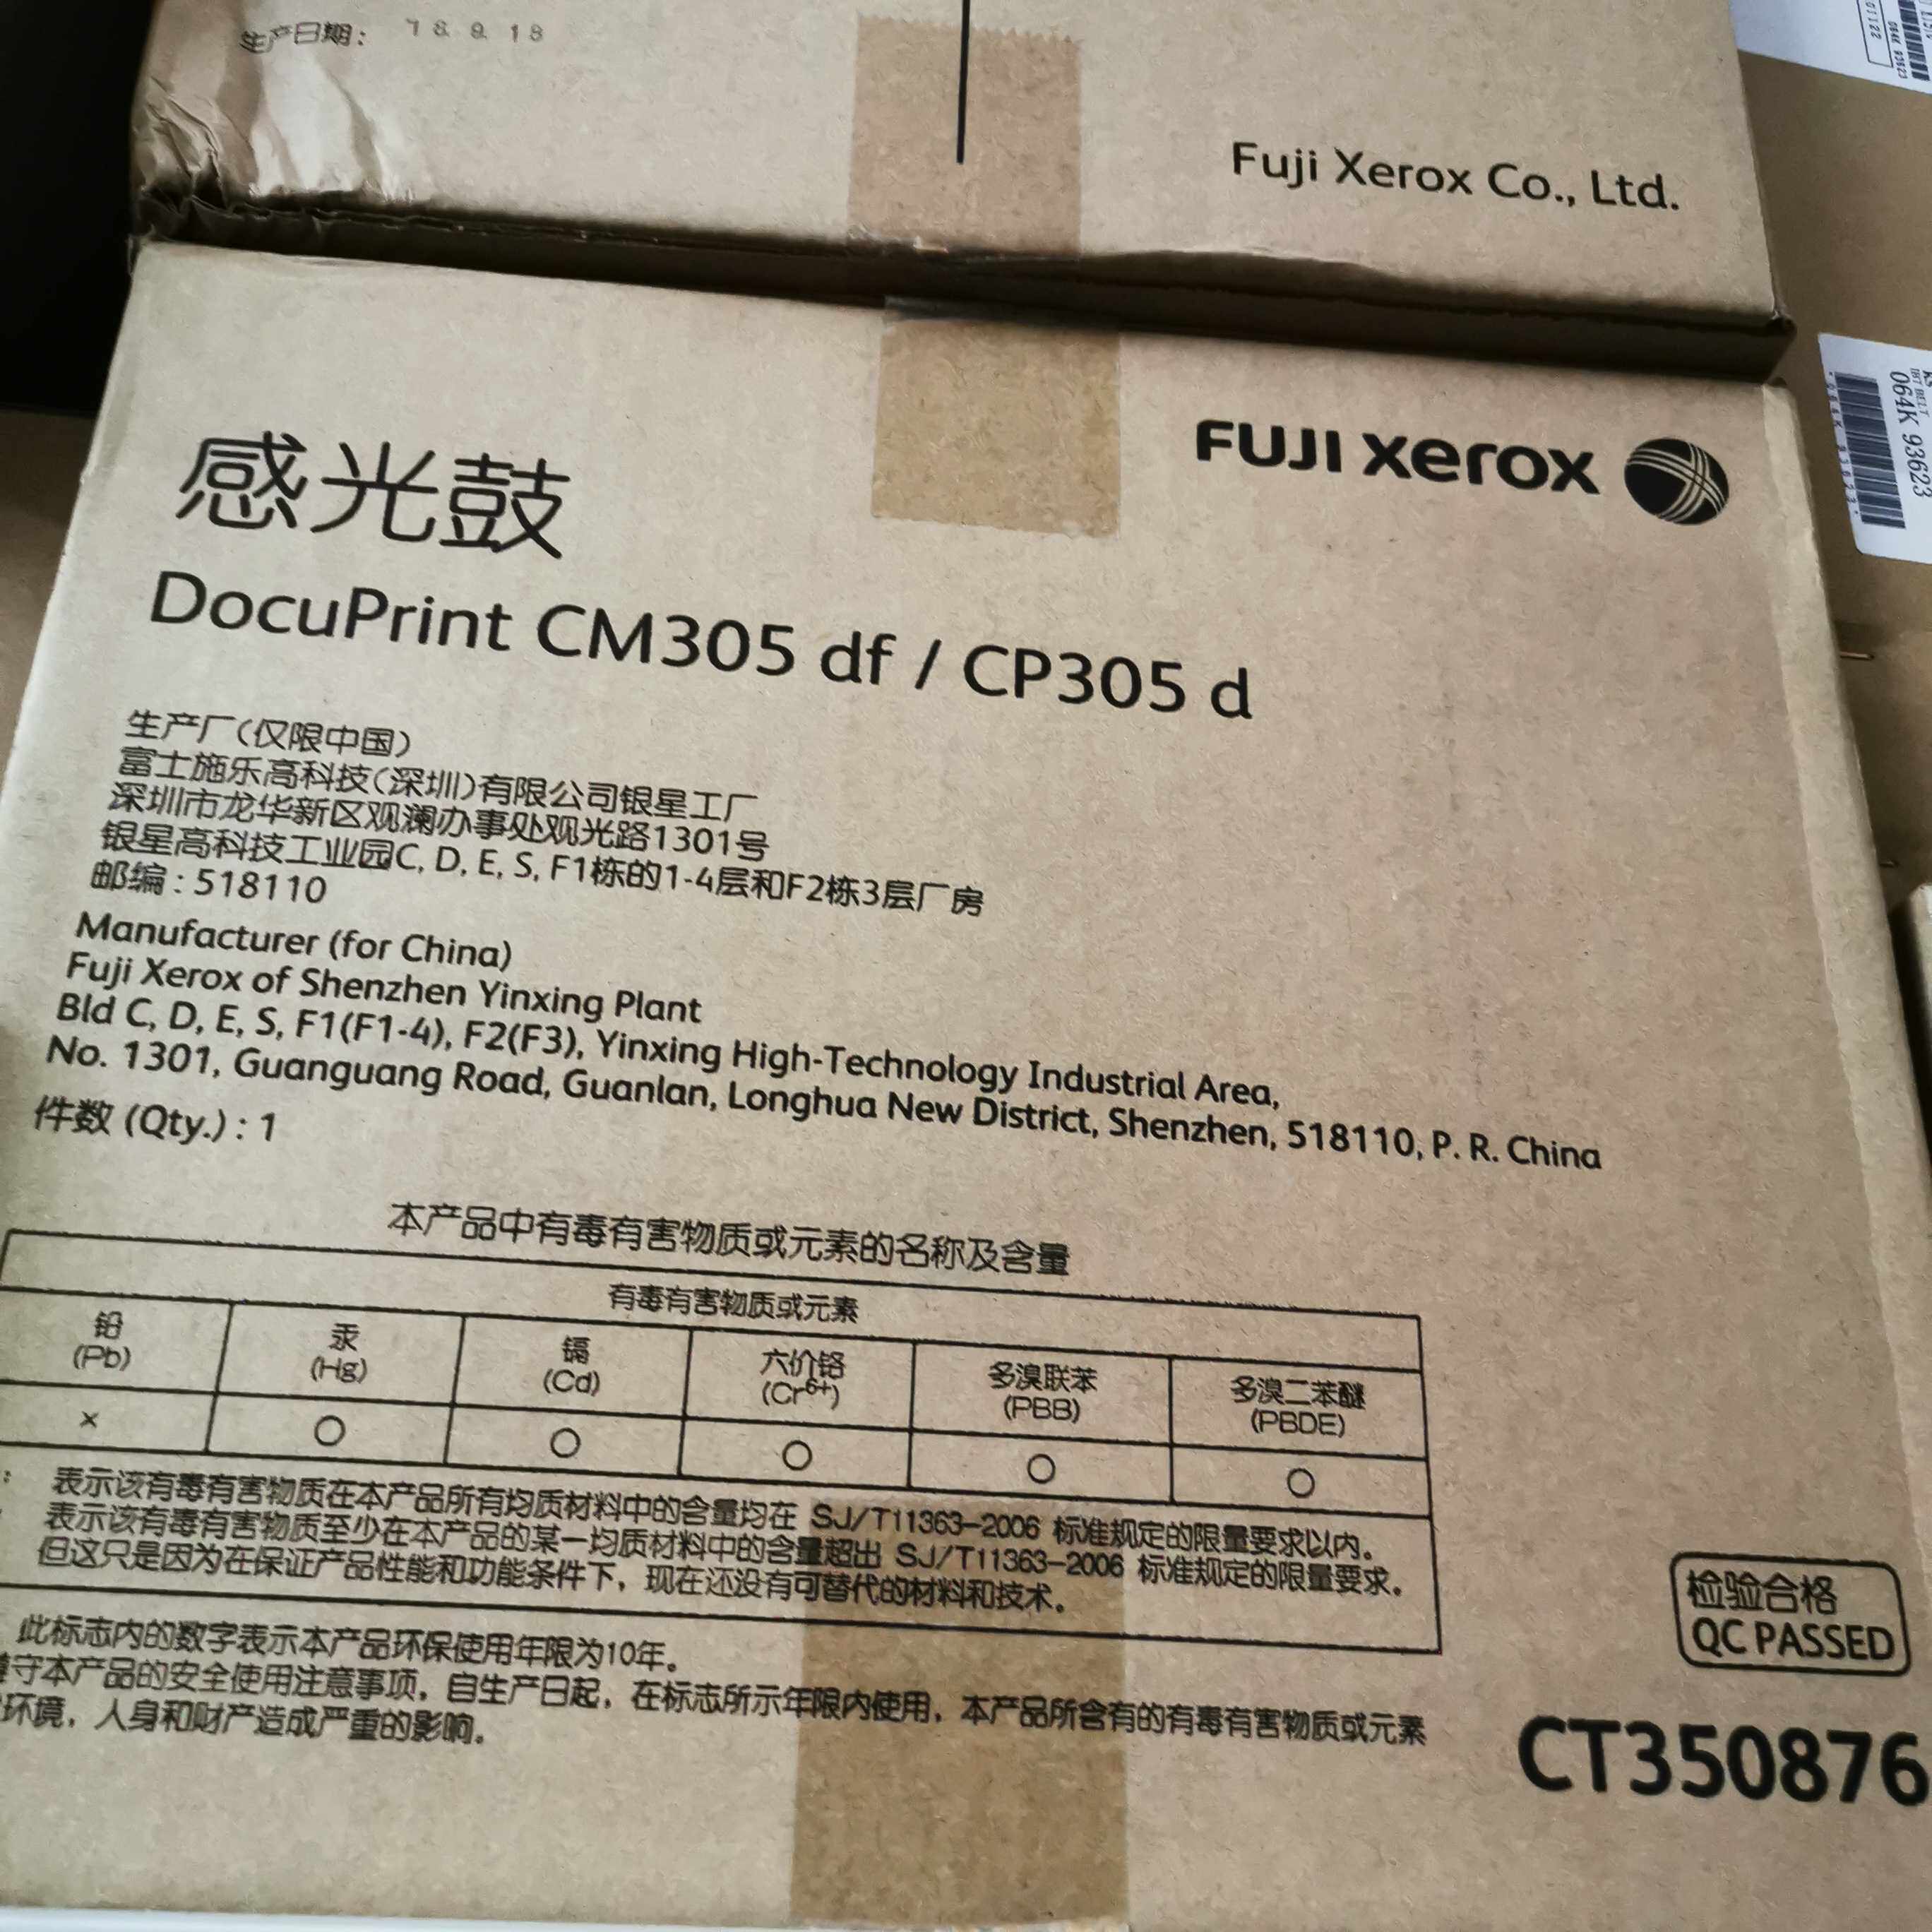 生产日期:
Fuji Xerox Co., Ltd.
064K 93623
感光鼓
FUJI XEROX
DocuPrint CM305 df / CP305 d
生产厂(仅限中国)
富士施乐高科技(深圳)有限公司银星工厂
深圳市龙华新区观澜办事处观光路1301号
银星高科技工业园C, D, E, S, F1栋的1-4层和F2栋3层厂房
邮编 : 518110
Manufacturer (for China)
Fuji Xerox of Shenzhen Yinxing Plant
Bld C, D, E, S, F1(F1-4), F2(F3), Yinxing High-Technology Industrial Area,
No. 1301, Guanguang Road, Guanlan, Longhua New District, Shenzhen, 518110, P. R. China
件数 (Qty.) : 1
本产品中有毒有害物质或元素的名称及含量
有毒有害物质或元素
铅 (Pb) 汞 (Hg) 镉 (Cd) 六价铬 (Cr6+) 多溴联苯 (PBB) 多溴二苯醚 (PBDE)
× ○ ○ ○ ○ ○
: 表示该有毒有害物质在本产品所有均质材料中的含量均在 SJ/T11363-2006 标准规定的限量要求以内。
表示该有毒有害物质至少在本产品的某一均质材料中的含量超出 SJ/T11363-2006 标准规定的限量要求。
但这只是因为在保证产品性能和功能条件下，现在还没有可替代的材料和技术。
此标志内的数字表示本产品环保使用年限为10年。
守本产品的安全使用注意事项，自生产日起，在标志所示年限内使用，本产品所含有的有毒有害物质或元素
环境，人身和财产造成严重的影响。
检验合格
QC PASSED
CT350876